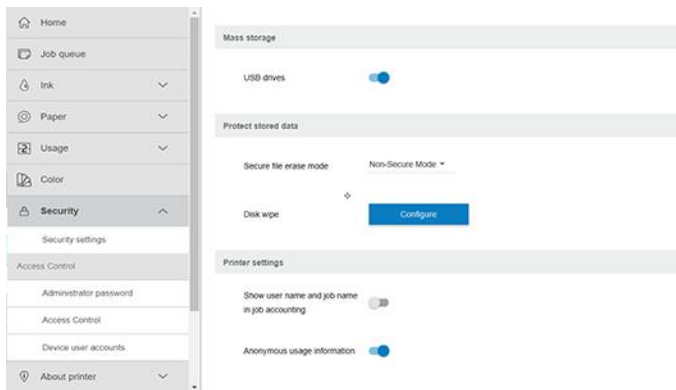 Home
Job queue
Ink
Paper
Usage
Color
Security
Security settings
Access Control
Administrator password
Access Control
Device user accounts
About printer
Mass storage
USB drives
Protect stored data
Secure file erase mode
Non-Secure Mode
Disk wipe
Configure
Printer settings
Show user name and job name
in job accounting
Anonymous usage information